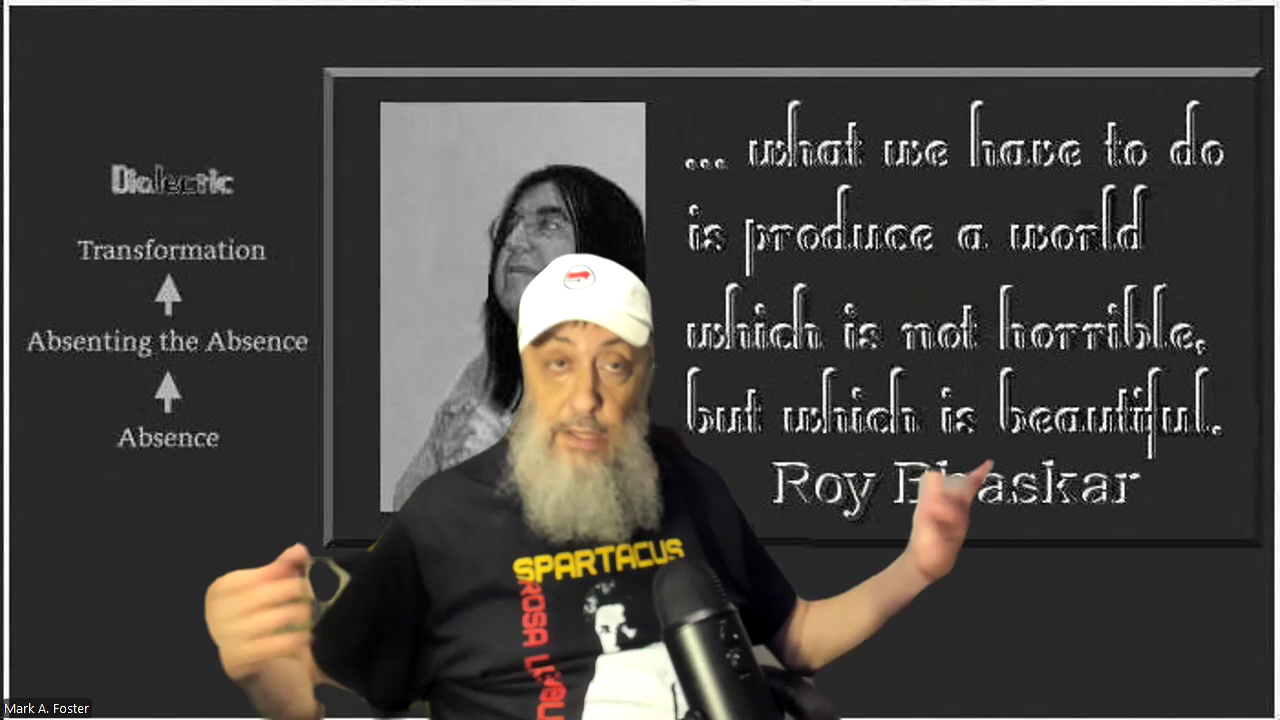 Dialectic
Transformation
Absenting the Absence
Absence
... what we have to do
is produce a world
which is not horrible,
but which is beautiful.
Roy Bhaskar
SPARTACUS
ROSA
Mark A. Foster